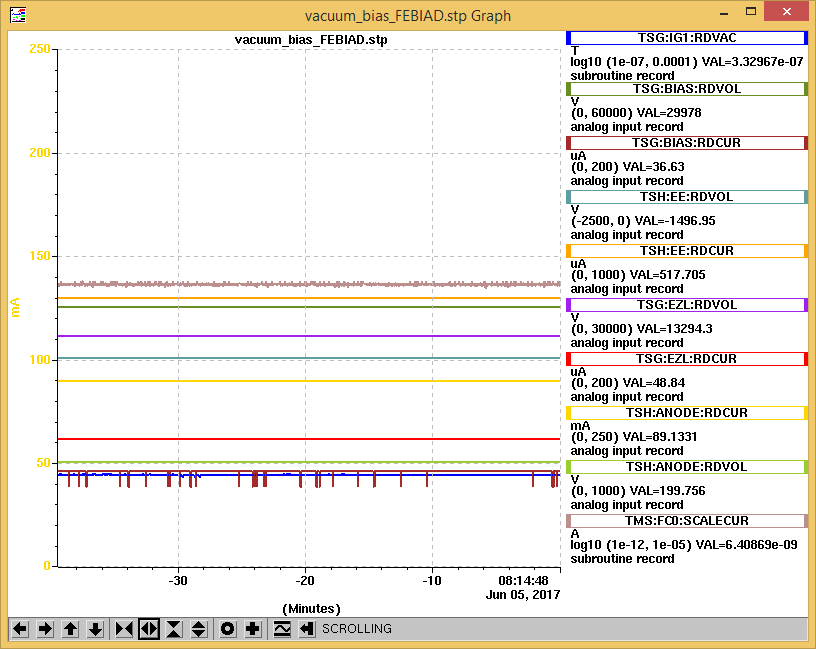 vacuum_bias_FEBIAD.stp Graph
vacuum_bias_FEBIAD.stp
250
200
150
100
50
0
mA
-30
-20
-10
08:14:48
Jun 05, 2017
(Minutes)
TSG:IG1:RDVAC
T
log10 (1e-07, 0.0001) VAL=3.32967e-07
subroutine record
TSG:BIAS:RDVOL
V
(0, 60000) VAL=29978
analog input record
TSG:BIAS:RDCUR
uA
(0, 200) VAL=36.63
analog input record
TSH:EE:RDVOL
V
(-2500, 0) VAL=-1496.95
analog input record
TSH:EE:RDCUR
uA
(0, 1000) VAL=517.705
analog input record
TSG:EZL:RDVOL
V
(0, 30000) VAL=13294.3
analog input record
TSG:EZL:RDCUR
uA
(0, 200) VAL=48.84
analog input record
TSH:ANODE:RDCUR
mA
(0, 250) VAL=89.1331
analog input record
TSH:ANODE:RDVOL
V
(0, 1000) VAL=199.756
analog input record
TMS:FC0:SCALECUR
A
log10 (1e-12, 1e-05) VAL=6.40869e-09
subroutine record
SCROLLING